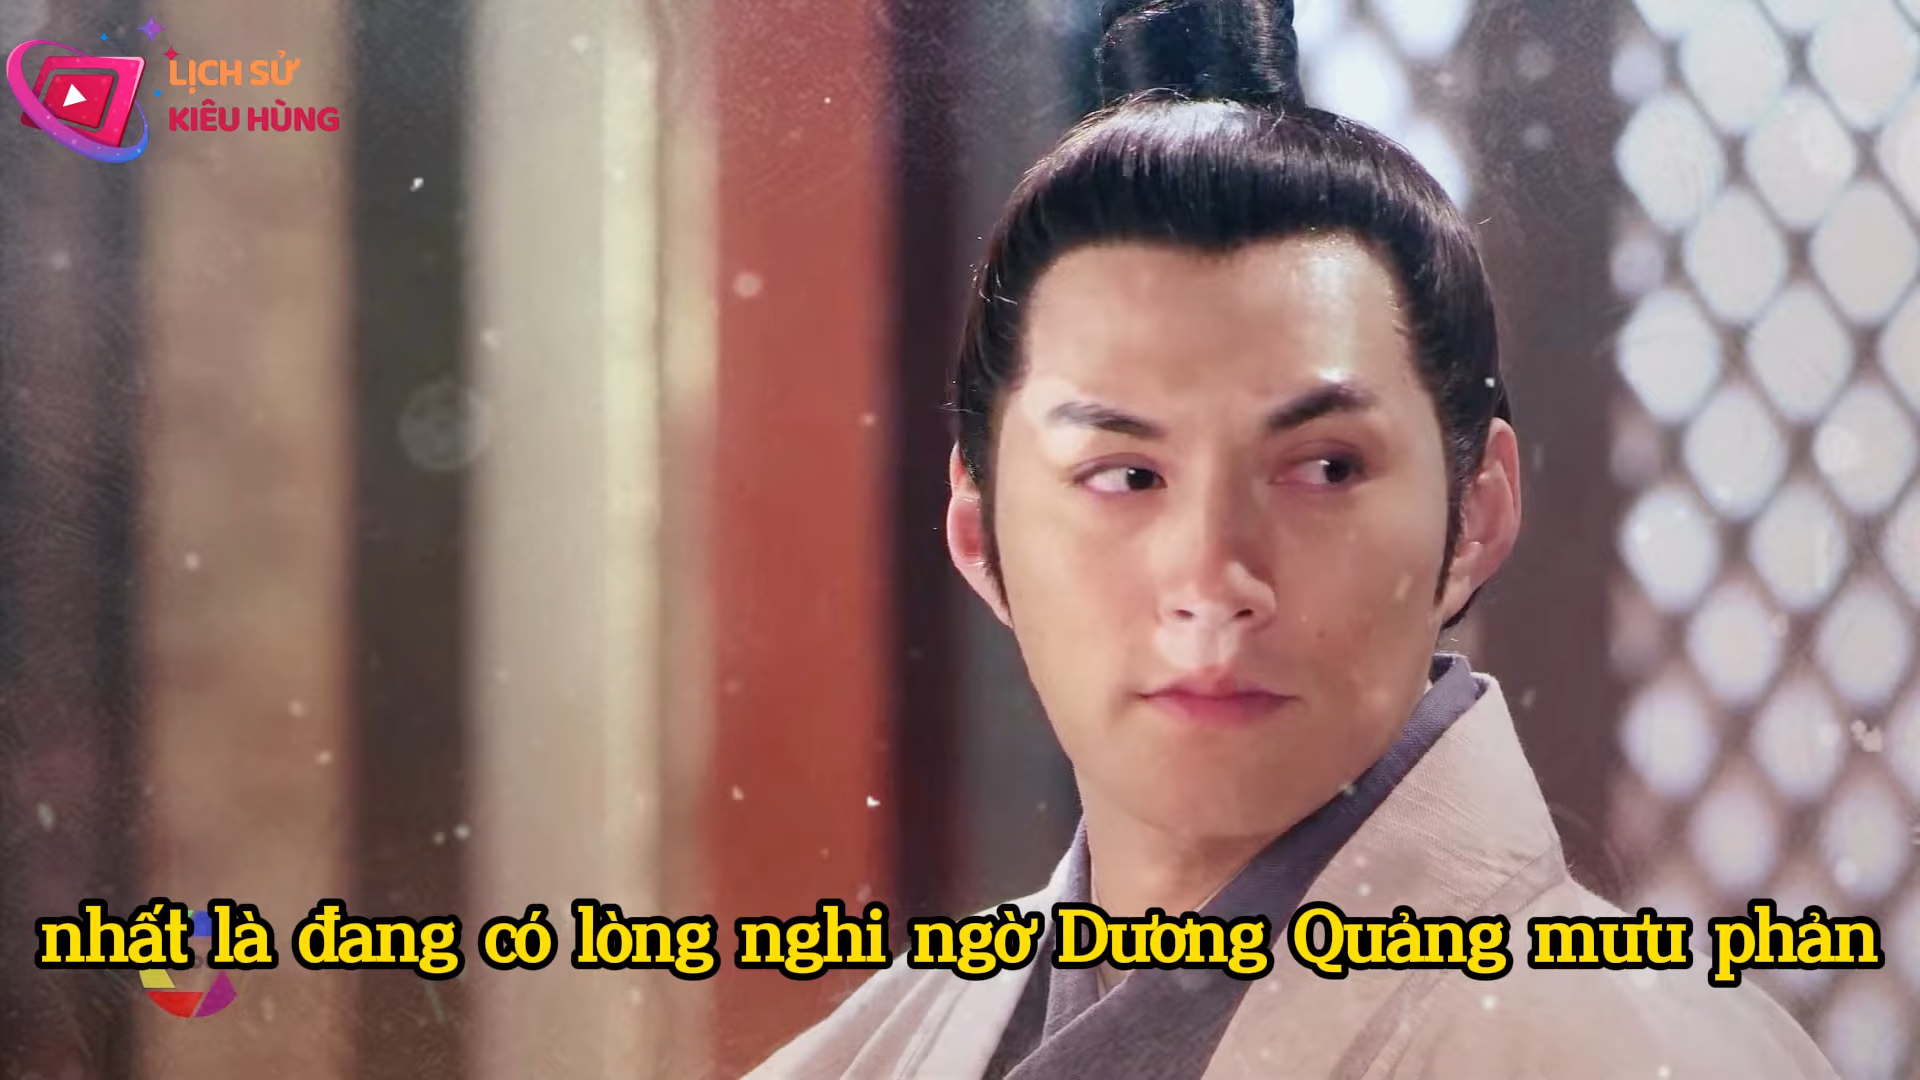 LỊCH SỬ
KIÊU HÙNG
nhất là đang có lòng nghi ngờ Dương Quảng mưu phản